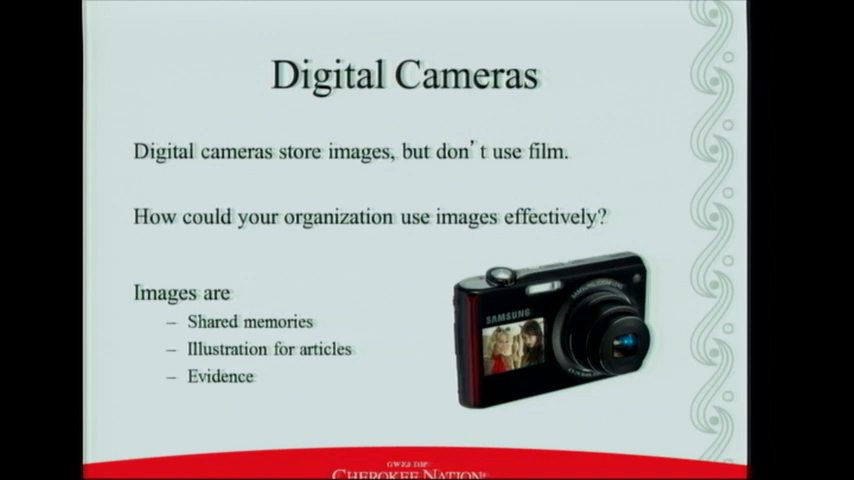 Digital Cameras
Digital cameras store images, but don't use film.
How could your organization use images effectively?
Images are
– Shared memories
– Illustration for articles
– Evidence
SAMSUNG
CHEROKEE NATION